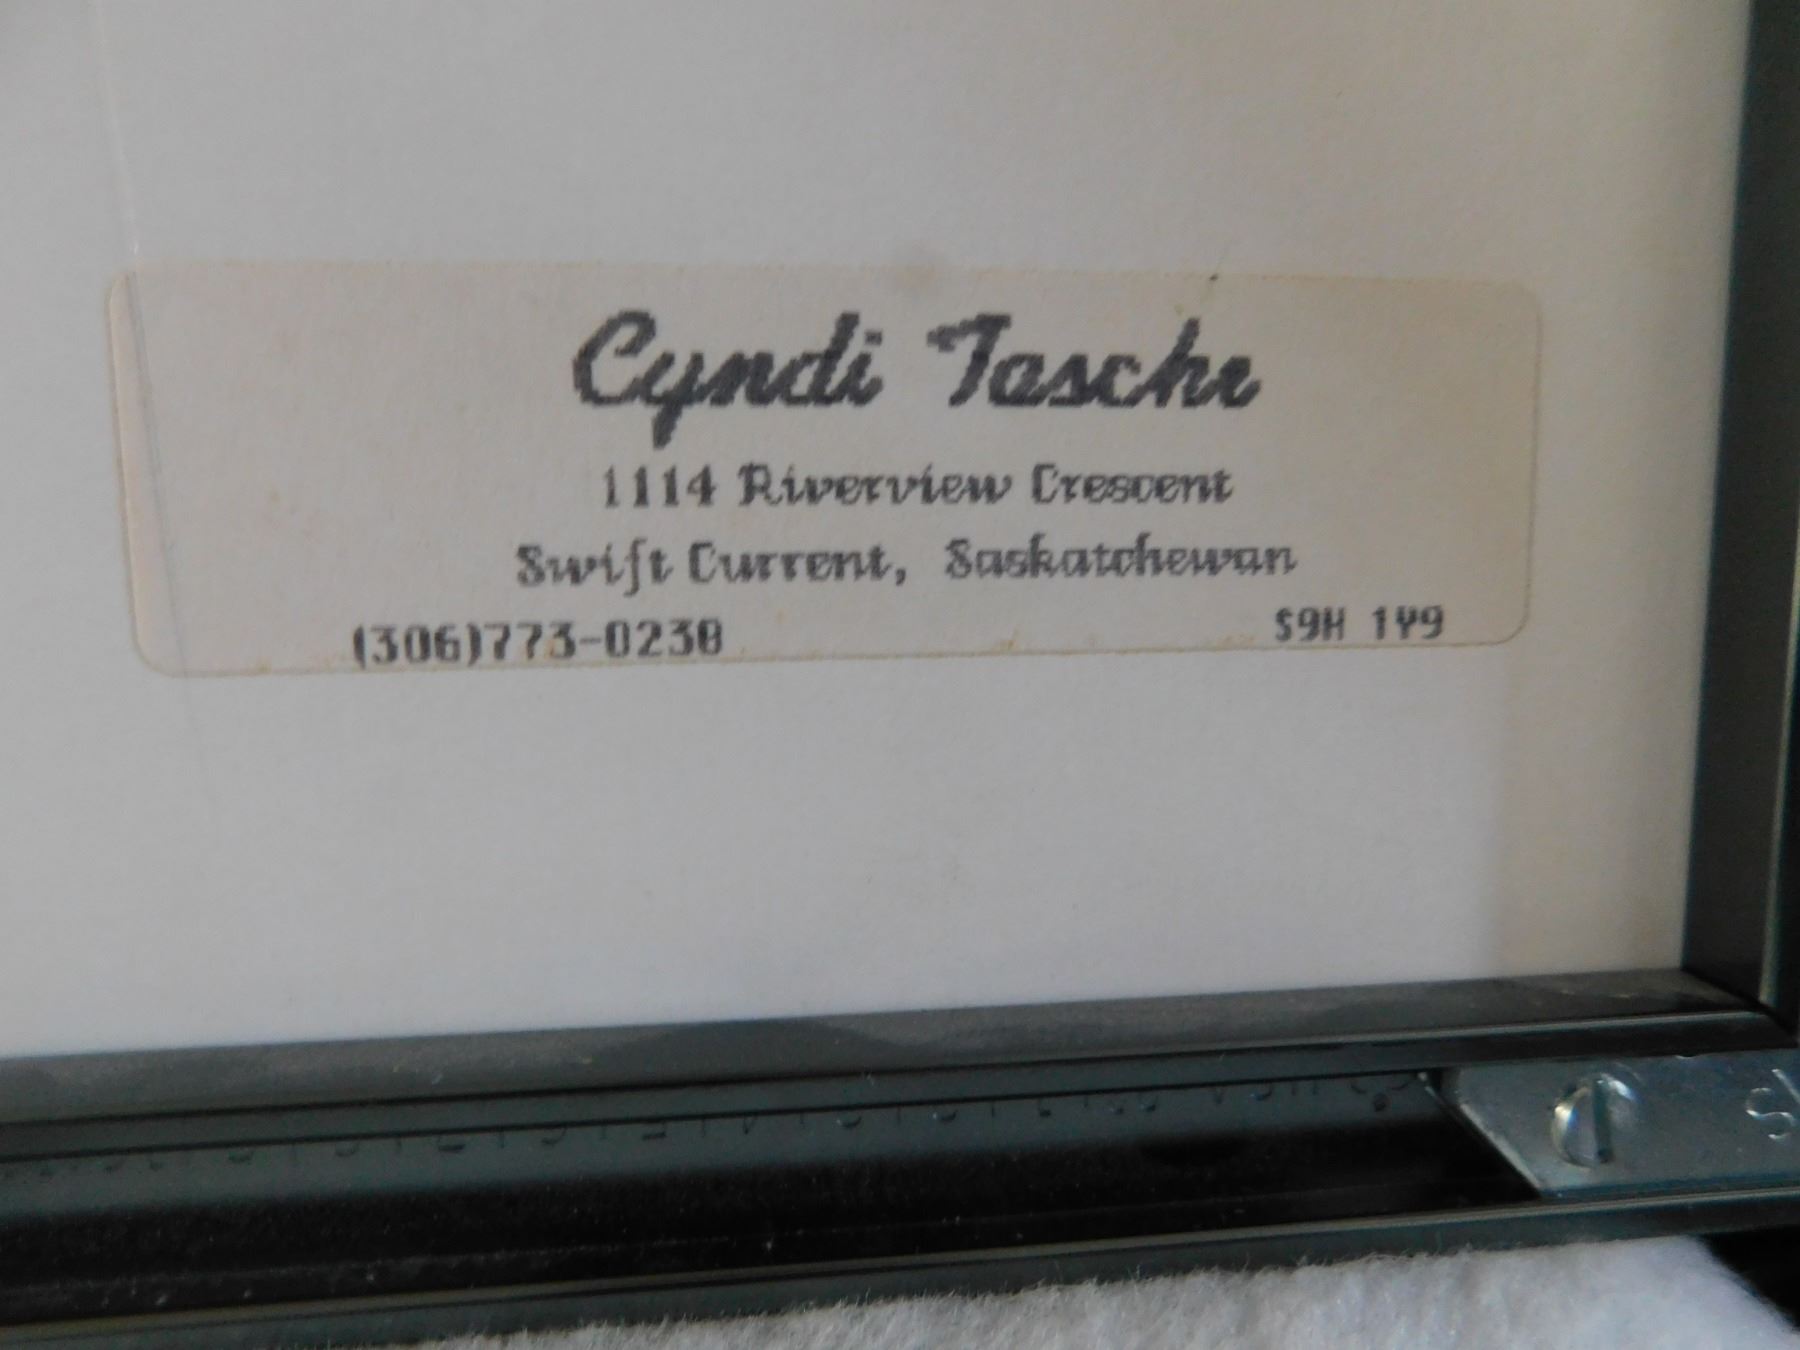 Cyndi Tasche
1114 Riverview Crescent
Swift Current, Saskatchewan
(306)773-0238 S9H 1Y9